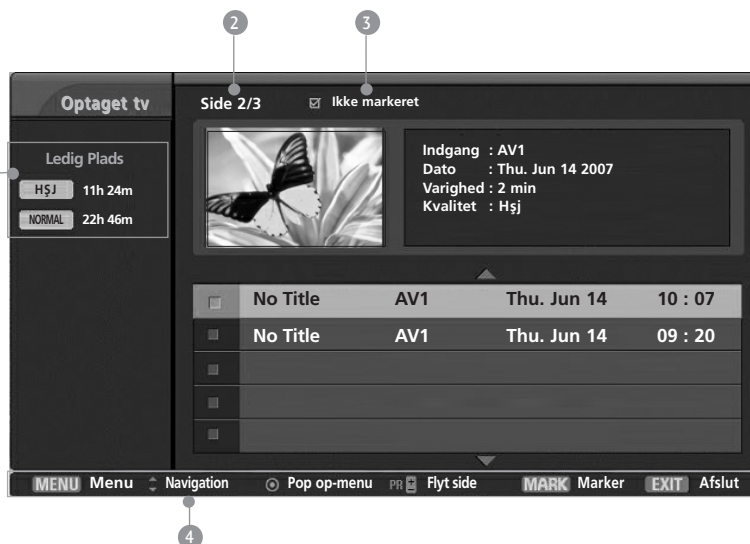 2 3
Optaget tv
Side 2/3 Ikke markeret
Ledig Plads
HŞJ 11h 24m
NORMAL 22h 46m
Indgang : AV1
Dato : Thu. Jun 14 2007
Varighed : 2 min
Kvalitet : Hşj
No Title AV1 Thu. Jun 14 10 : 07
No Title AV1 Thu. Jun 14 09 : 20
MENU Menu Navigation Pop op-menu PR Flyt side MARK Marker EXIT Afslut
4